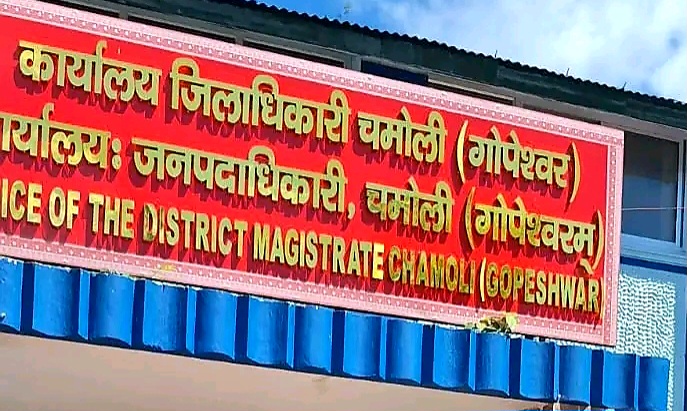 कार्यालय जिलाधिकारी चमोली (गोपेश्वर)
र्यालयः जनपदाधिकारी, चमोली (गोपेश्वरम्)
ICE OF THE DISTRICT MAGISTRATE CHAMOLI (GOPESHWAR)